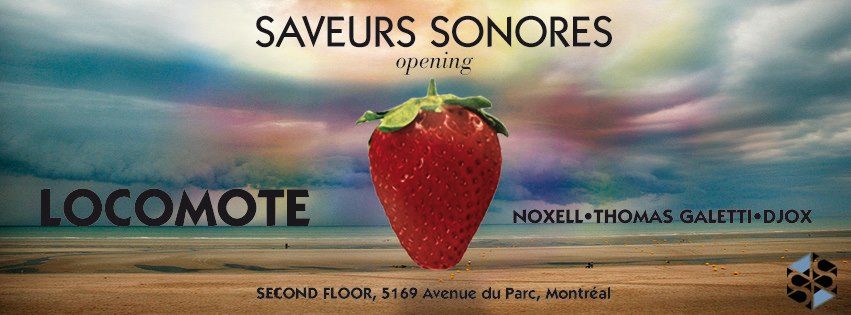 SAVEURS SONORES
opening
LOCOMOTE
NOXELL•THOMAS GALETTI•DJOX
SECOND FLOOR, 5169 Avenue du Parc, Montréal